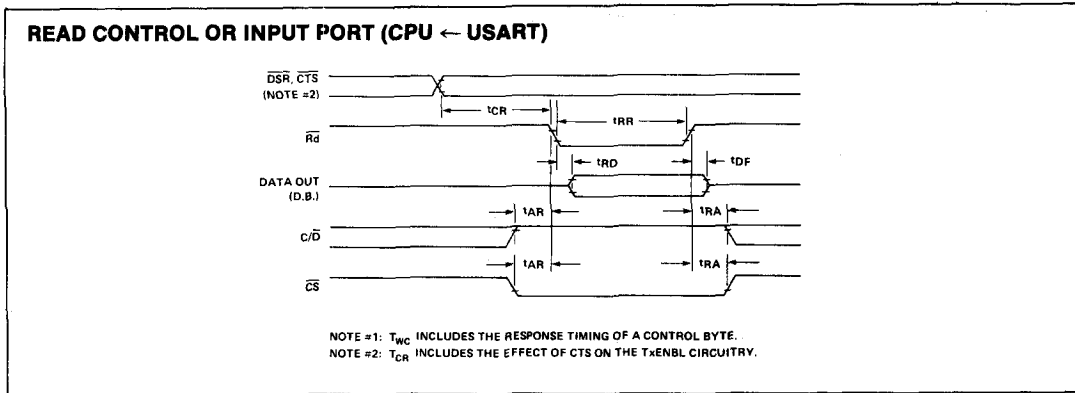 READ CONTROL OR INPUT PORT (CPU ← USART)
DSR, CTS
(NOTE #2)
tCR
tRR
Rd
tRD
tDF
DATA OUT
(D.B.)
tAR
tRA
C/D
tAR
tRA
CS
NOTE #1: TWC INCLUDES THE RESPONSE TIMING OF A CONTROL BYTE.
NOTE #2: TCR INCLUDES THE EFFECT OF CTS ON THE TxENBL CIRCUITRY.